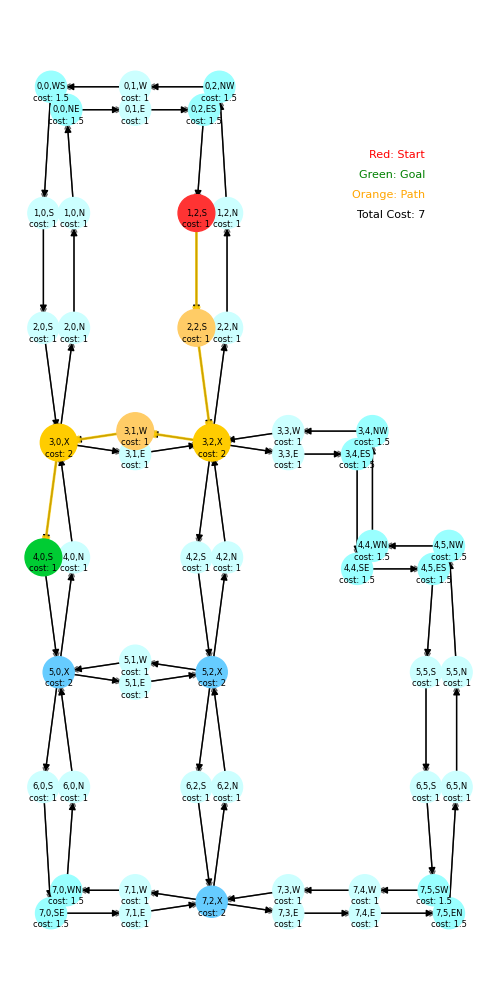 0,0,WS
cost: 1.5
0,1,W
cost: 1
0,2,NW
cost: 1.5
0,0,NE
cost: 1.5
0,1,E
cost: 1
0,2,ES
cost: 1.5
Red: Start
Green: Goal
Orange: Path
Total Cost: 7
1,0,S
cost: 1
1,0,N
cost: 1
1,2,S
cost: 1
1,2,N
cost: 1
2,0,S
cost: 1
2,0,N
cost: 1
2,2,S
cost: 1
2,2,N
cost: 1
3,0,X
cost: 2
3,1,W
cost: 1
3,1,E
cost: 1
3,2,X
cost: 2
3,3,W
cost: 1
3,3,E
cost: 1
3,4,NW
cost: 1.5
3,4,ES
cost: 1.5
4,0,S
cost: 1
4,0,N
cost: 1
4,2,S
cost: 1
4,2,N
cost: 1
4,4,WN
cost: 1.5
4,4,SE
cost: 1.5
4,5,NW
cost: 1.5
4,5,ES
cost: 1.5
5,0,X
cost: 2
5,1,W
cost: 1
5,1,E
cost: 1
5,2,X
cost: 2
5,5,S
cost: 1
5,5,N
cost: 1
6,0,S
cost: 1
6,0,N
cost: 1
6,2,S
cost: 1
6,2,N
cost: 1
6,5,S
cost: 1
6,5,N
cost: 1
7,0,WN
cost: 1.5
7,0,SE
cost: 1.5
7,1,W
cost: 1
7,1,E
cost: 1
7,2,X
cost: 2
7,3,W
cost: 1
7,3,E
cost: 1
7,4,W
cost: 1
7,4,E
cost: 1
7,5,SW
cost: 1.5
7,5,EN
cost: 1.5